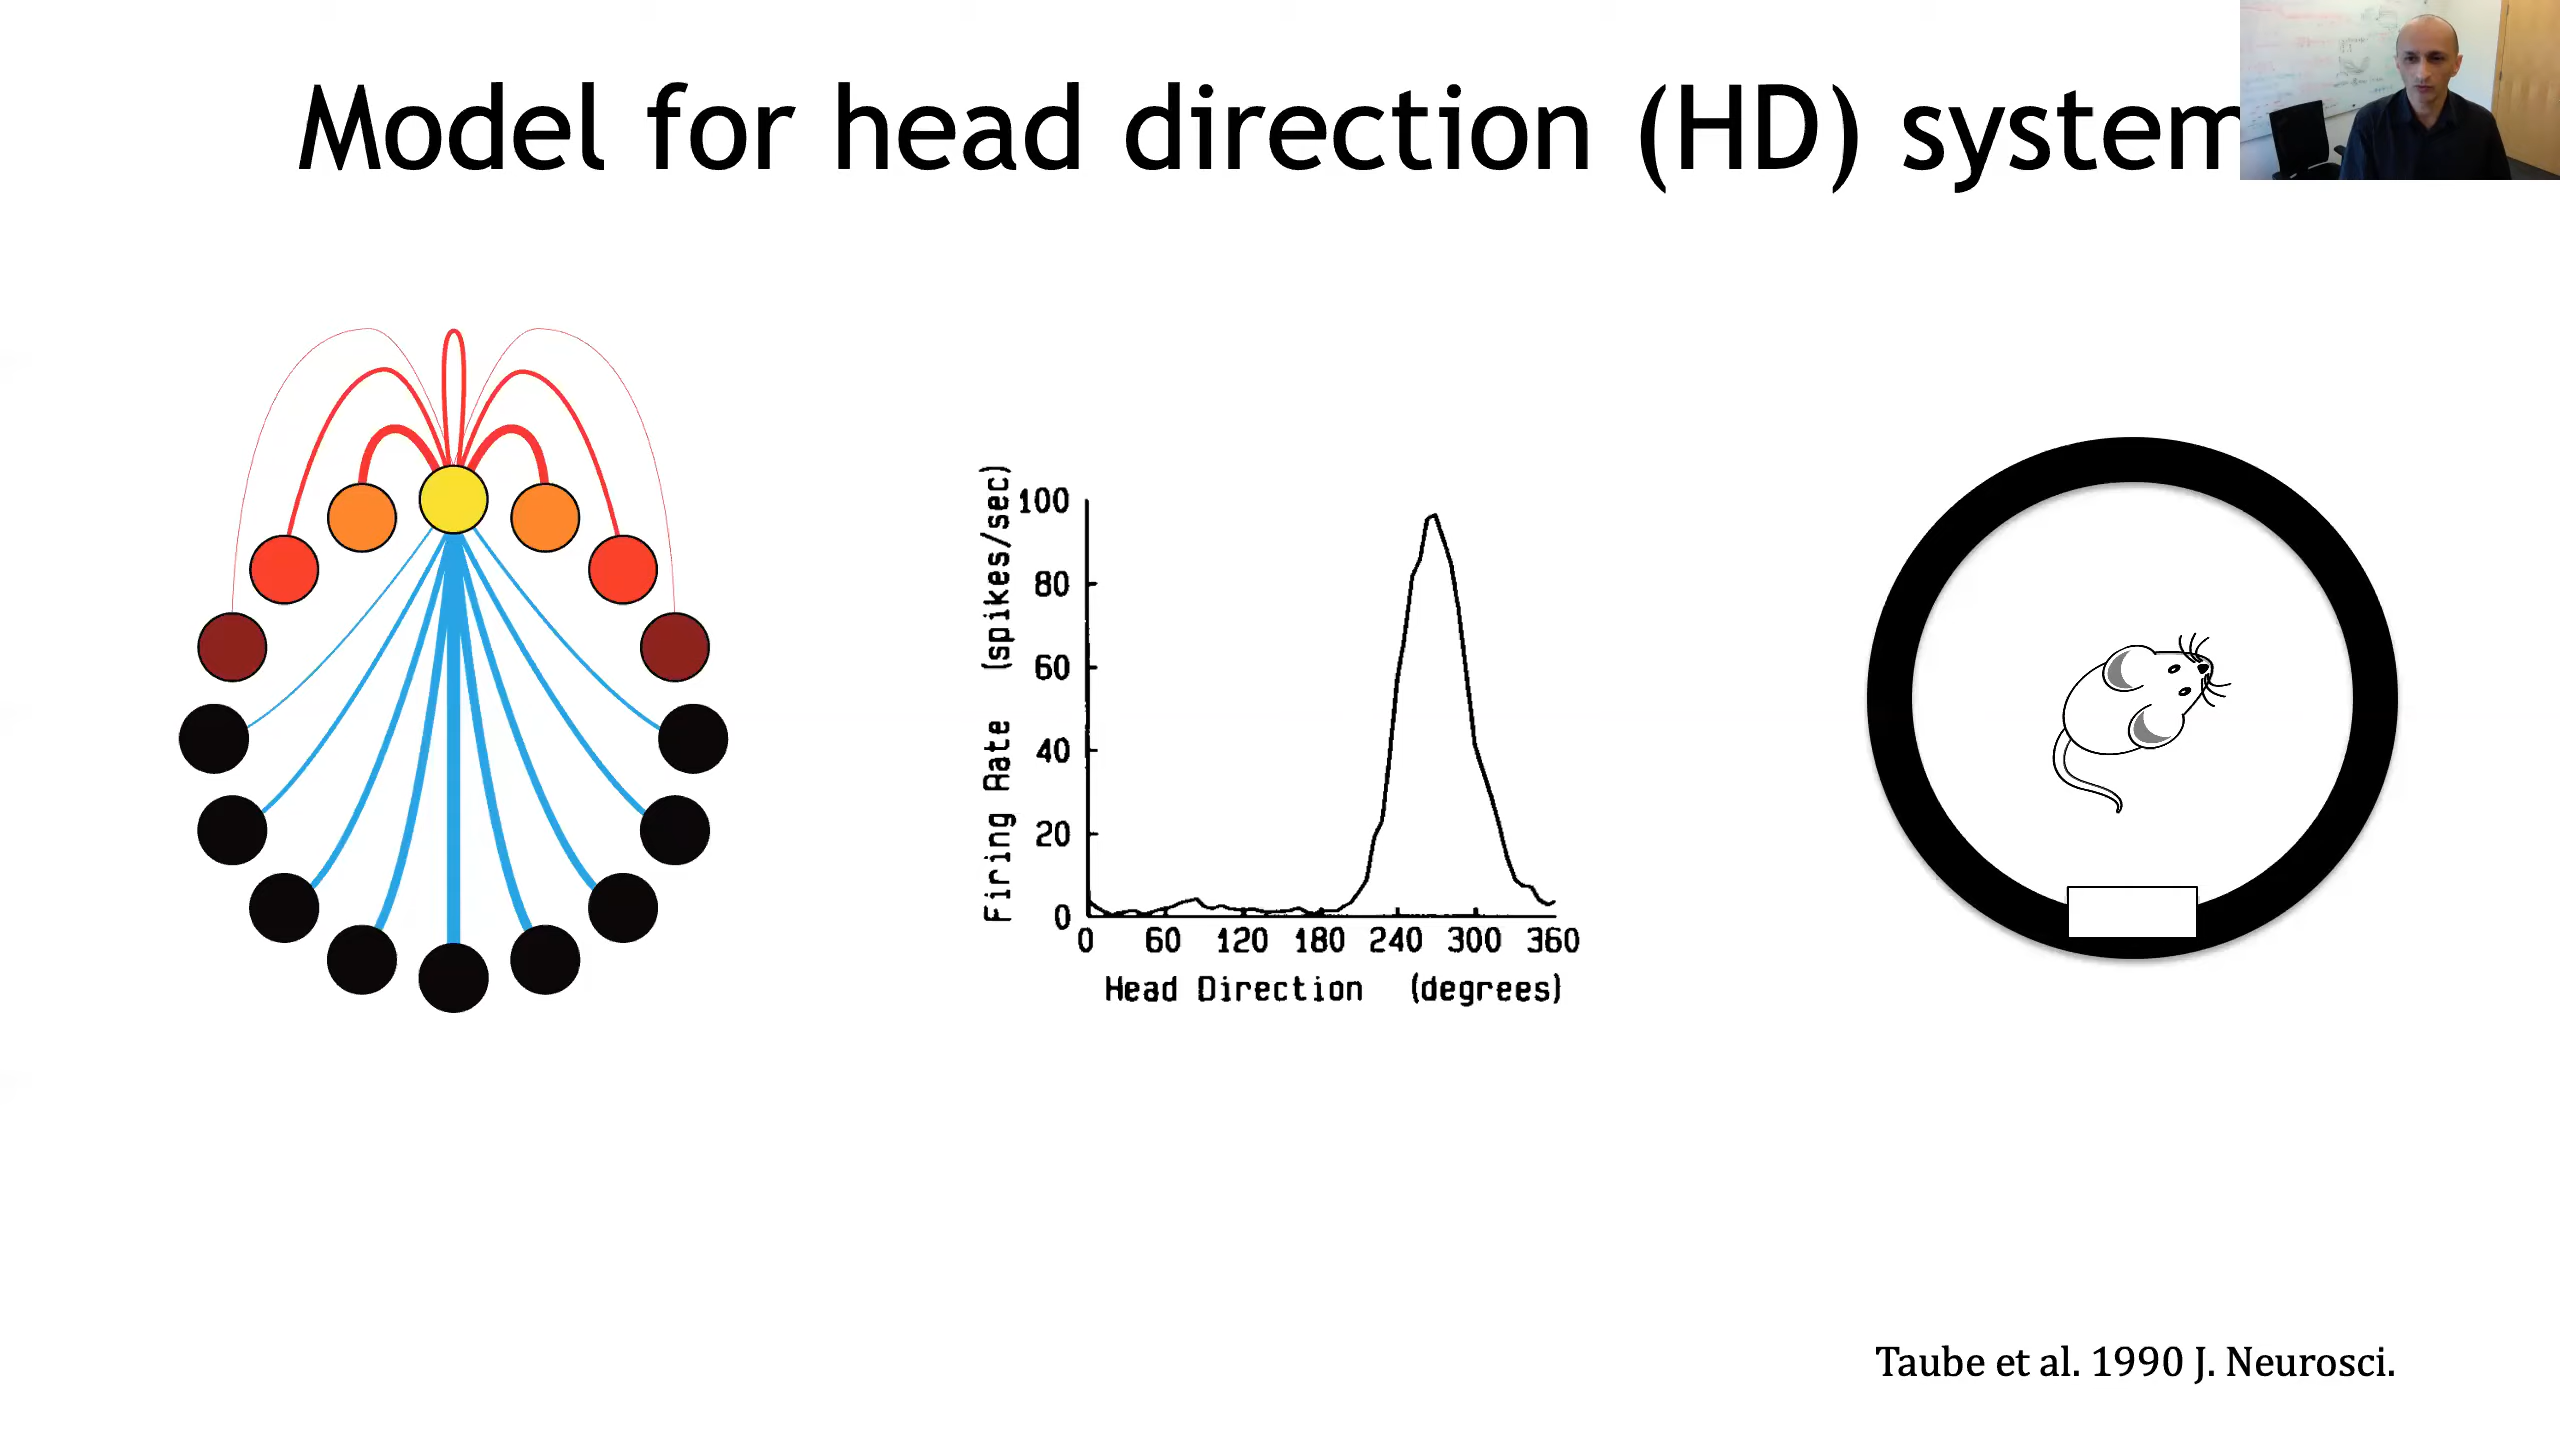 Model for head direction (HD) system
Firing Rate (spikes/sec)
100
80
60
40
20
0
0 60 120 180 240 300 360
Head Direction (degrees)
Taube et al. 1990 J. Neurosci.